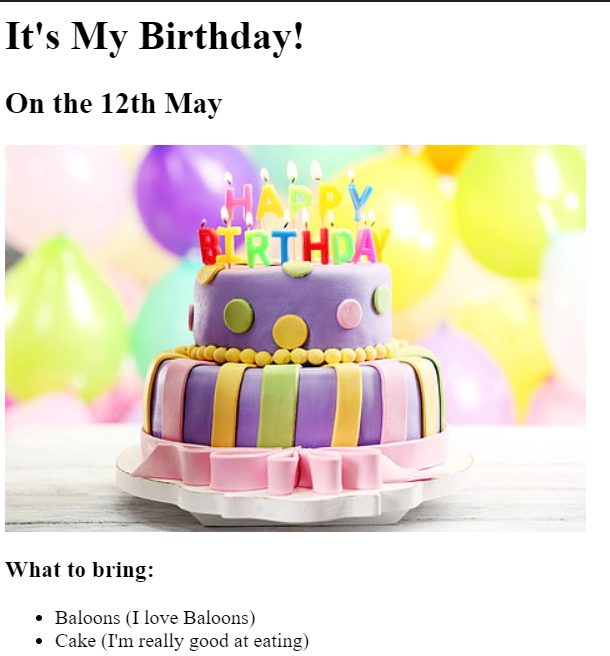 It's My Birthday!
On the 12th May
HAPPY
BIRTHDAY
What to bring:
Baloons (I love Baloons)
Cake (I'm really good at eating)